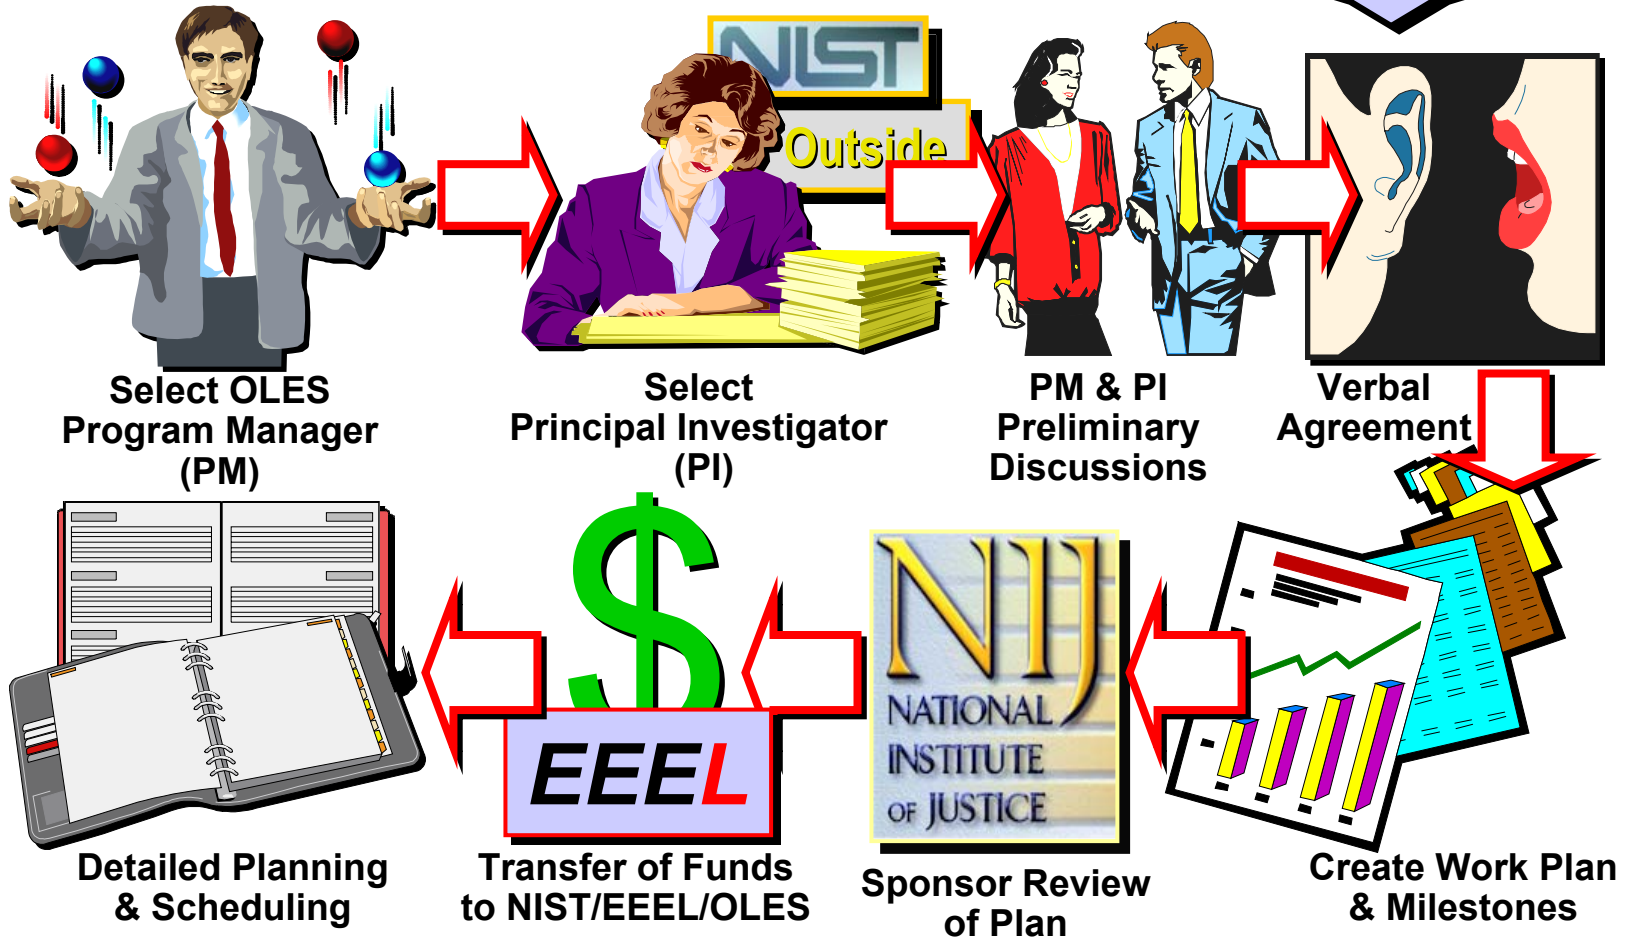 NIST
Outside
Select OLES
Program Manager
(PM)
Select
Principal Investigator
(PI)
PM & PI
Preliminary
Discussions
Verbal
Agreement
Create Work Plan
& Milestones
NIJ
NATIONAL
INSTITUTE
OF JUSTICE
Sponsor Review
of Plan
$
EEEL
Transfer of Funds
to NIST/EEEL/OLES
Detailed Planning
& Scheduling